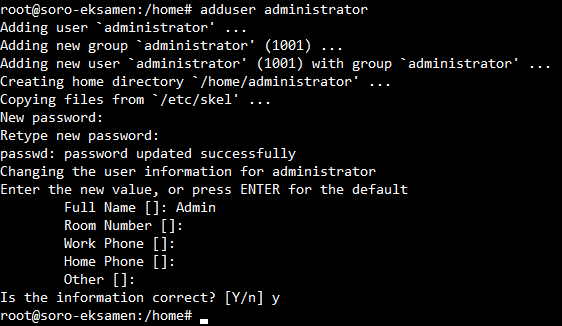 root@soro-eksamen:/home# adduser administrator
Adding user `administrator' ...
Adding new group `administrator' (1001) ...
Adding new user `administrator' (1001) with group `administrator' ...
Creating home directory `/home/administrator' ...
Copying files from `/etc/skel' ...
New password:
Retype new password:
passwd: password updated successfully
Changing the user information for administrator
Enter the new value, or press ENTER for the default
        Full Name []: Admin
        Room Number []:
        Work Phone []:
        Home Phone []:
        Other []:
Is the information correct? [Y/n] y
root@soro-eksamen:/home#